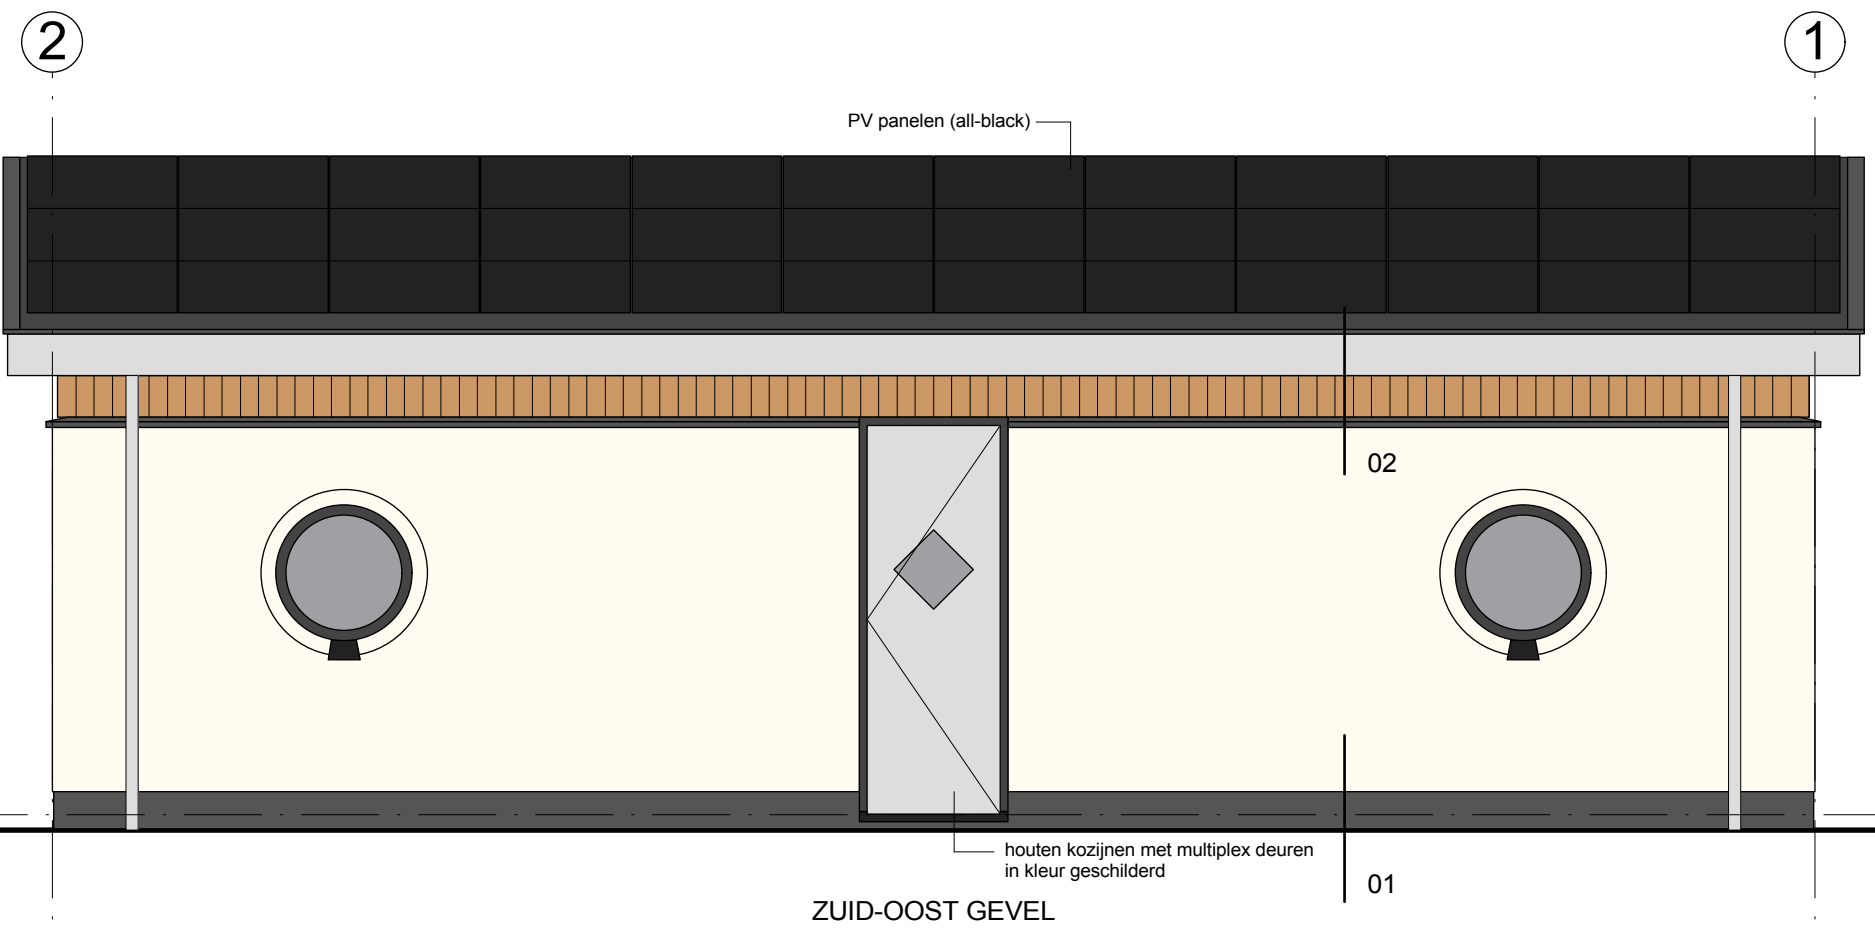 2
1
PV panelen (all-black)
02
houten kozijnen met multiplex deuren
in kleur geschilderd
01
ZUID-OOST GEVEL